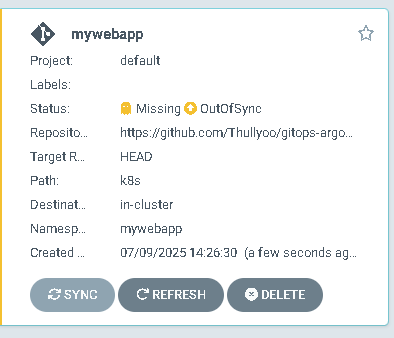 mywebapp
Project: default
Labels:
Status: Missing OutOfSync
Reposito... https://github.com/Thullyoo/gitops-argo...
Target R... HEAD
Path: k8s
Destinat... in-cluster
Namesp... mywebapp
Created ... 07/09/2025 14:26:30 (a few seconds ag...
SYNC REFRESH DELETE